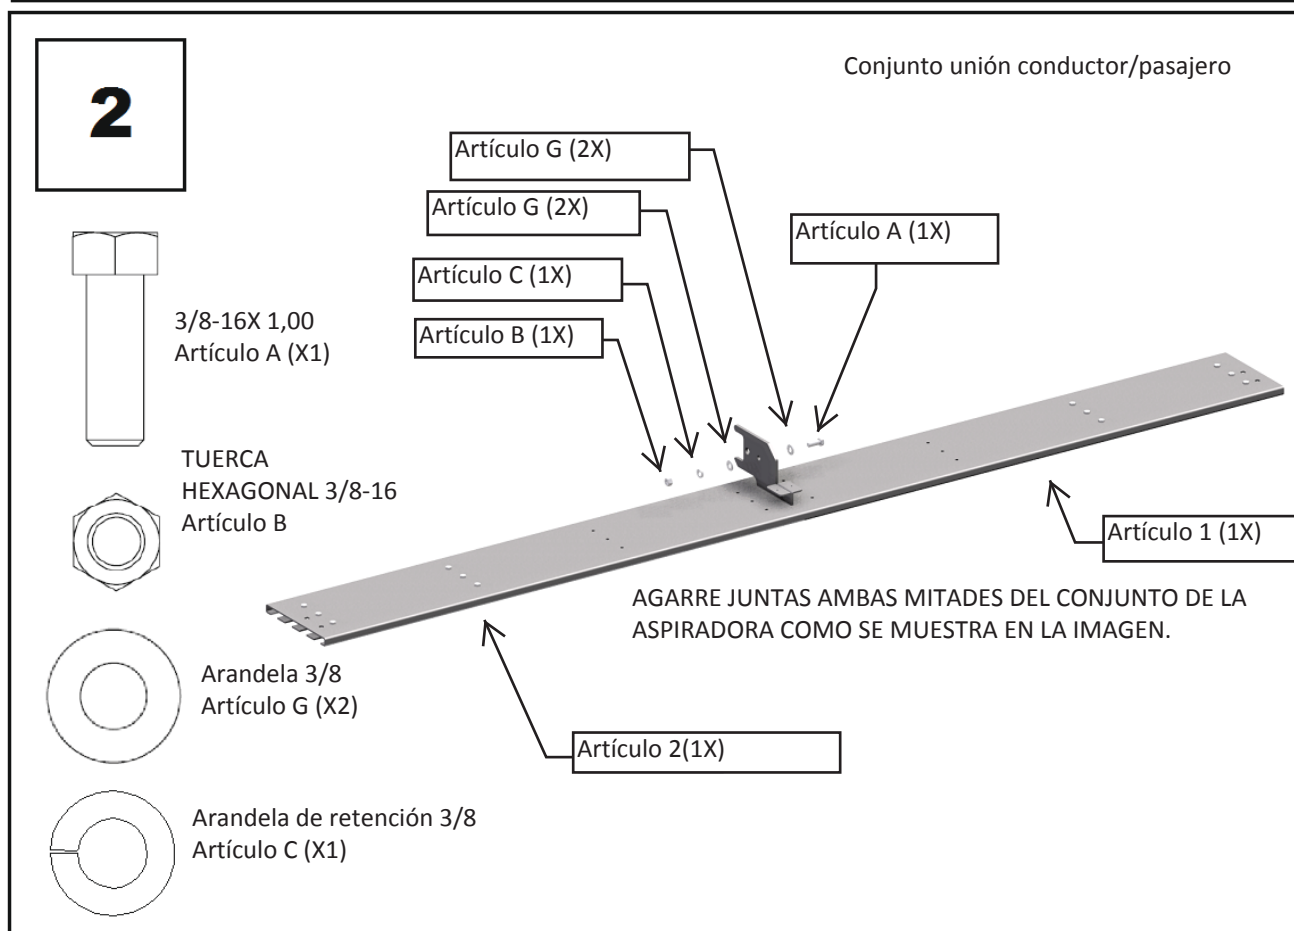 2
Conjunto unión conductor/pasajero
Artículo G (2X)
Artículo G (2X)
Artículo A (1X)
Artículo C (1X)
Artículo B (1X)
3/8-16X 1,00
Artículo A (X1)
TUERCA
HEXAGONAL 3/8-16
Artículo B
Artículo 1 (1X)
AGARRE JUNTAS AMBAS MITADES DEL CONJUNTO DE LA
ASPIRADORA COMO SE MUESTRA EN LA IMAGEN.
Arandela 3/8
Artículo G (X2)
Artículo 2(1X)
Arandela de retención 3/8
Artículo C (X1)